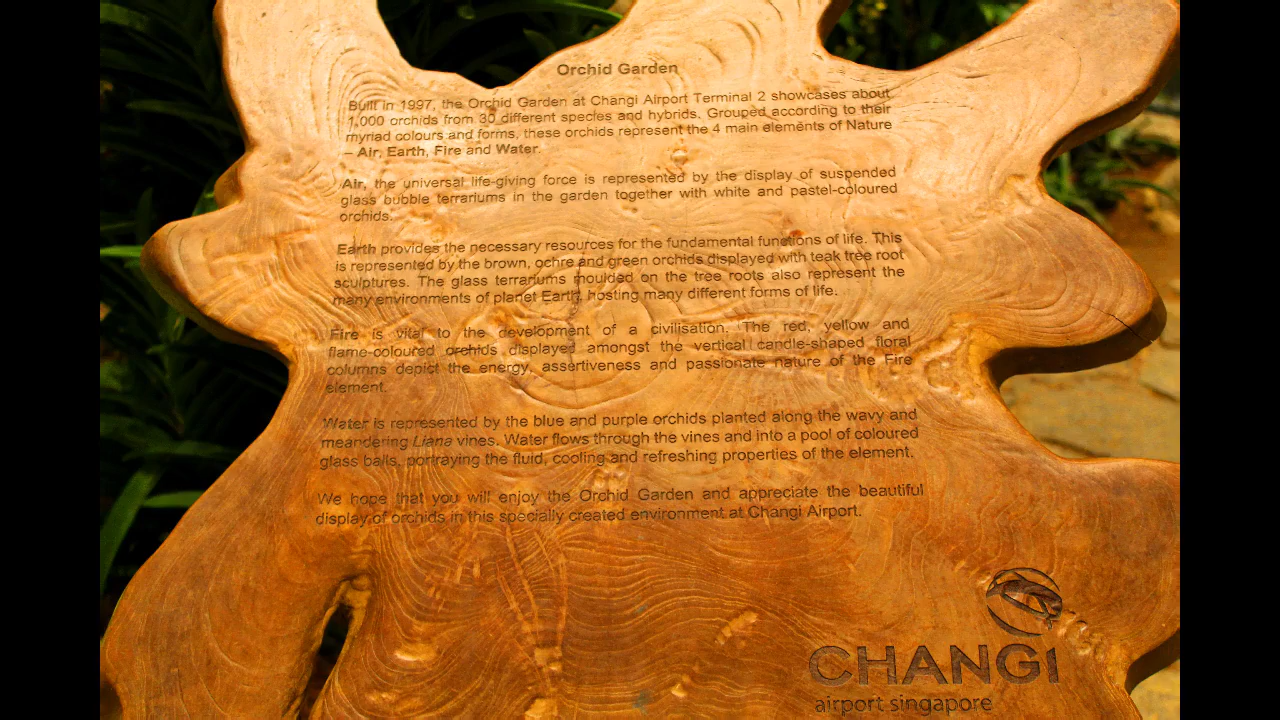 Orchid Garden
Built in 1997, the Orchid Garden at Changi Airport Terminal 2 showcases about
1,000 orchids from 30 different species and hybrids. Grouped according to their
myriad colours and forms, these orchids represent the 4 main elements of Nature
– Air, Earth, Fire and Water.
Air, the universal life-giving force is represented by the display of suspended
glass bubble terrariums in the garden together with white and pastel-coloured
orchids.
Earth provides the necessary resources for the fundamental functions of life. This
is represented by the brown, ochre and green orchids displayed with teak tree root
sculptures. The glass terrariums moulded on the tree roots also represent the
many environments of planet Earth, hosting many different forms of life.
Fire is vital to the development of a civilisation. The red, yellow and
flame-coloured orchids displayed amongst the vertical candle-shaped floral
columns depict the energy, assertiveness and passionate nature of the Fire
element.
Water is represented by the blue and purple orchids planted along the wavy and
meandering Liana vines. Water flows through the vines and into a pool of coloured
glass balls, portraying the fluid, cooling and refreshing properties of the element.
We hope that you will enjoy the Orchid Garden and appreciate the beautiful
display of orchids in this specially created environment at Changi Airport.
CHANGI
airport singapore